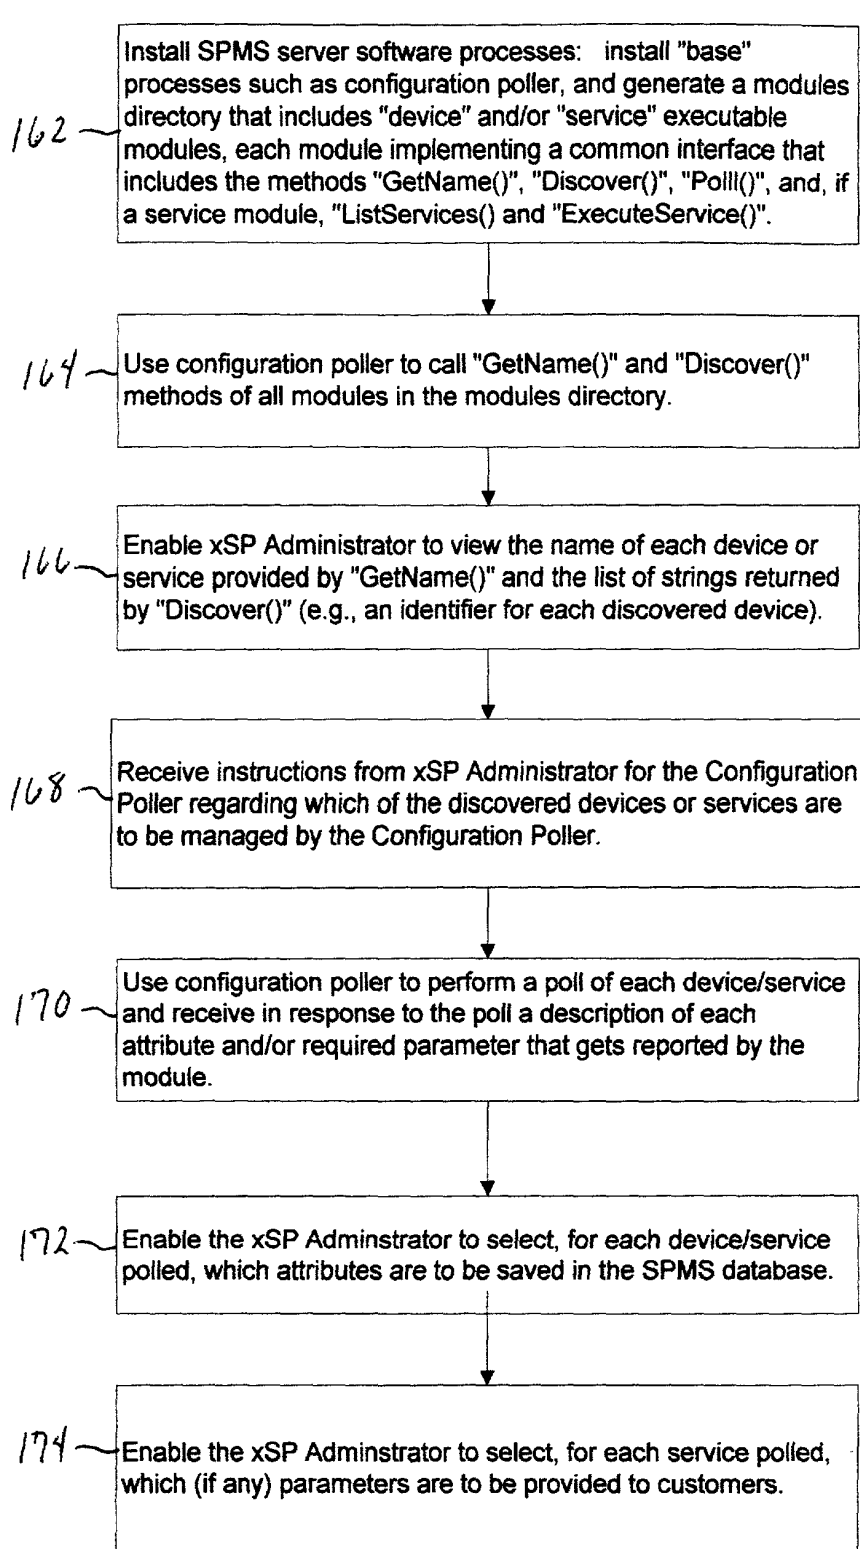 Install SPMS server software processes: install "base"
processes such as configuration poller, and generate a modules
directory that includes "device" and/or "service" executable
162
modules, each module implementing a common interface that
includes the methods "GetName()", "Discover()", "Polll()", and, if
a service module, "ListServices() and "ExecuteService()".
164
Use configuration poller to call "GetName()" and "Discover()"
methods of all modules in the modules directory.
Enable xSP Administrator to view the name of each device or
166
service provided by "GetName()" and the list of strings returned
by "Discover()" (e.g., an identifier for each discovered device).
Receive instructions from xSP Administrator for the Configuration
168
Poller regarding which of the discovered devices or services are
to be managed by the Configuration Poller.
Use configuration poller to perform a poll of each device/service
170
and receive in response to the poll a description of each
attribute and/or required parameter that gets reported by the
module.
172
Enable the xSP Adminstrator to select, for each device/service
polled, which attributes are to be saved in the SPMS database.
174
Enable the xSP Adminstrator to select, for each service polled,
which (if any) parameters are to be provided to customers.